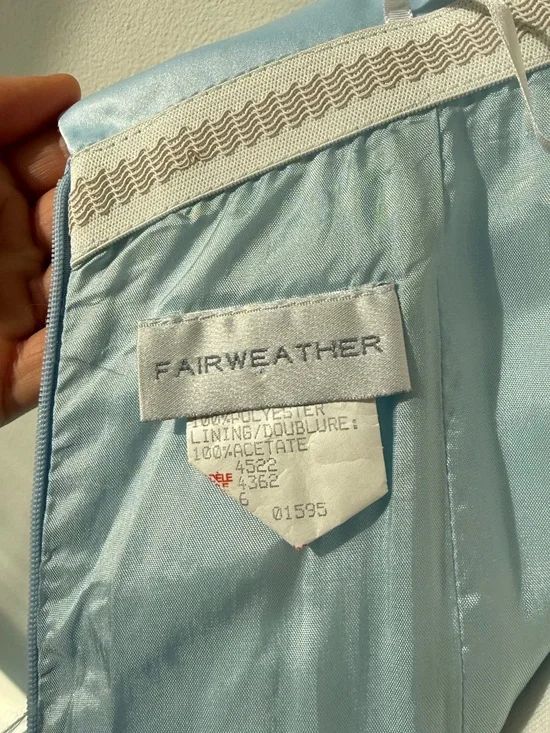 FAIRWEATHER
100%POLYESTER
LINING/DOUBLURE:
100%ACETATE
4522
4362
6 01595